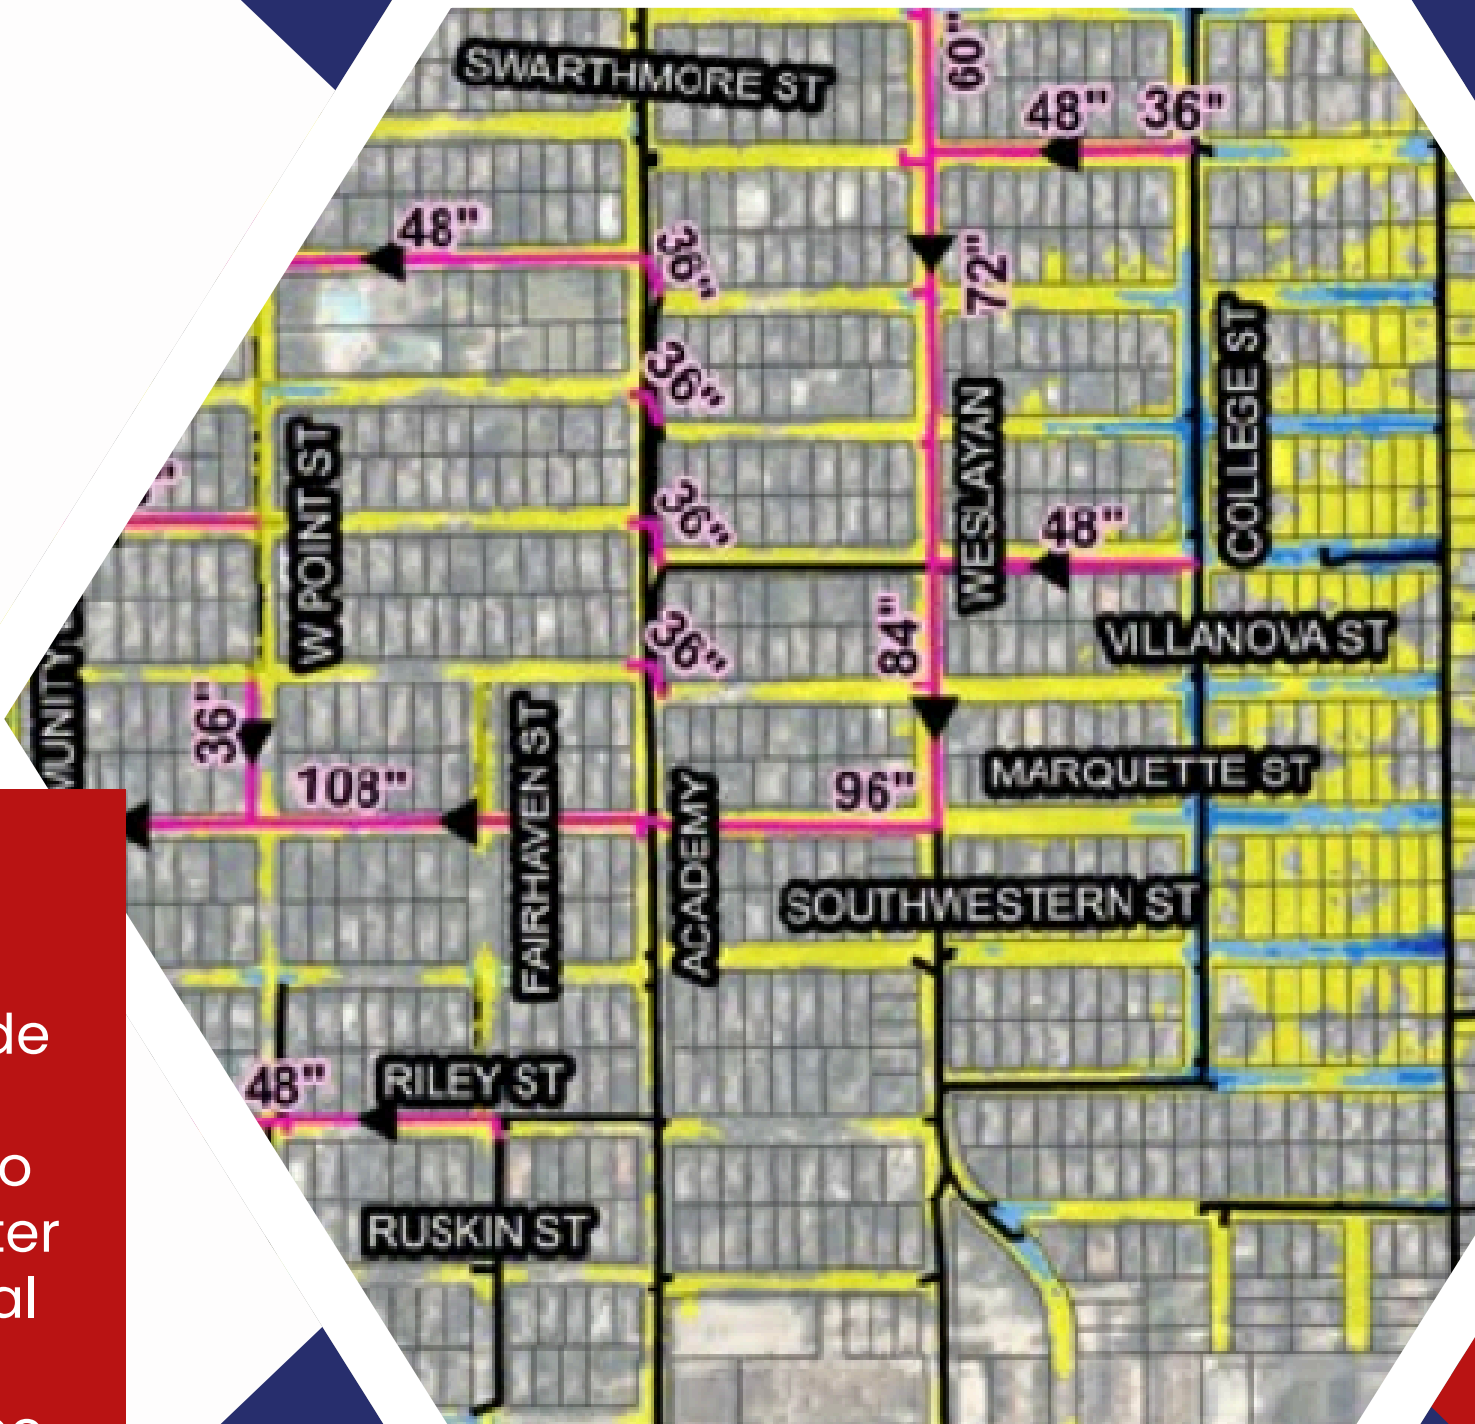 SWARTHMORE ST
60"
48" 36"
48"
36"
72"
36"
COLLEGE ST
WESLAYAN
W POINT ST
36"
48"
84"
36"
VILLANOVA ST
36"
FAIRHAVEN ST
108"
96"
MARQUETTE ST
ACADEMY
SOUTHWESTERN ST
48"
RILEY ST
RUSKIN ST
de
o
ter
al